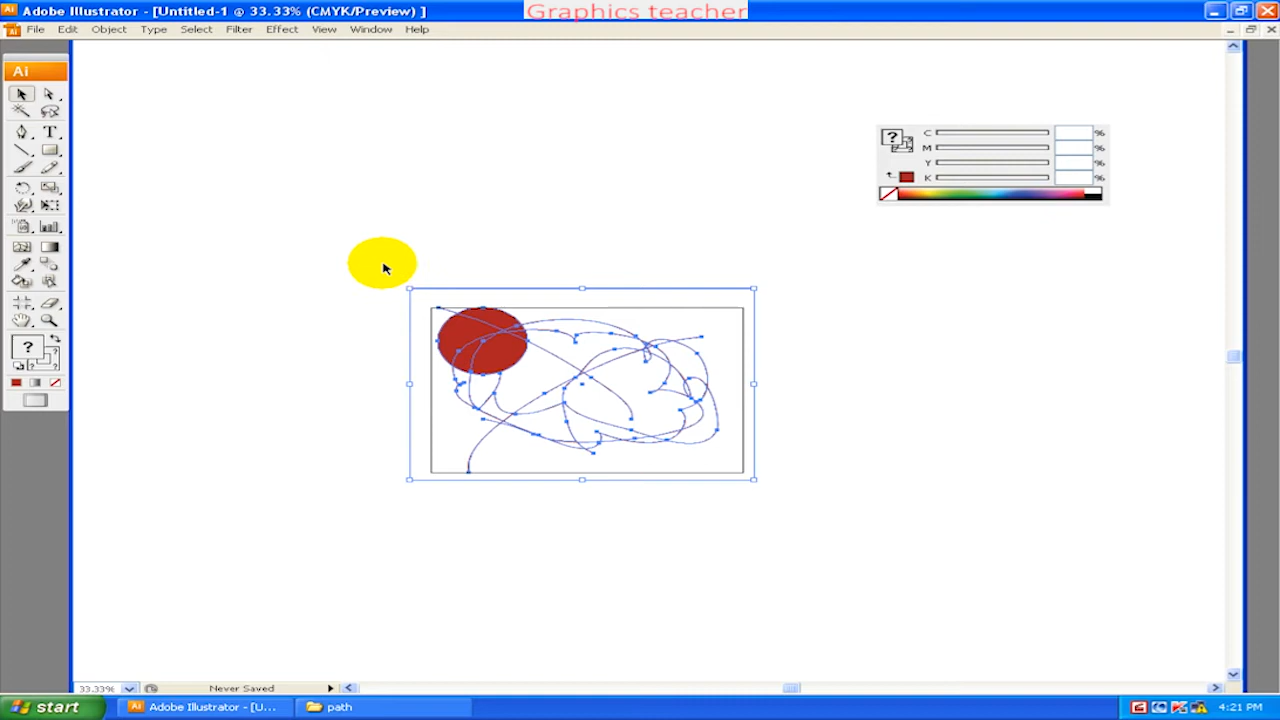 Adobe Illustrator - [Untitled-1 @ 33.33% (CMYK/Preview) ]
Graphics teacher
File Edit Object Type Select Filter Effect View Window Help
Ai
T
C %
M %
Y %
K %
?
?
33.33% Never Saved
start Adobe Illustrator - [U... path 4:21 PM